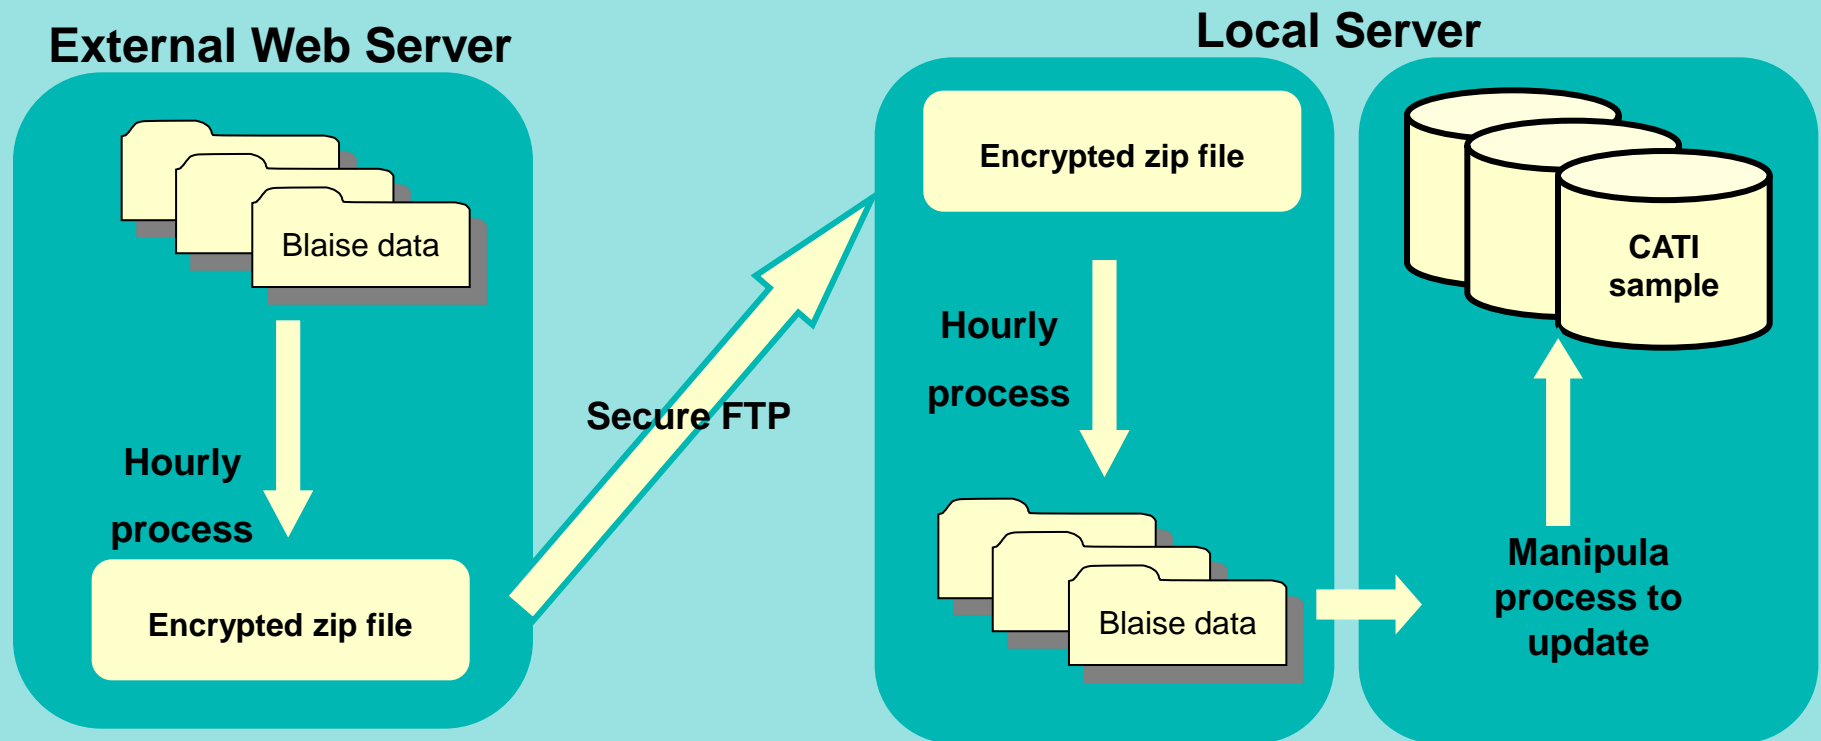 External Web Server
Blaise data
Hourly
process
Encrypted zip file
Secure FTP
Local Server
Encrypted zip file
Hourly
process
Blaise data
CATI
sample
Manipula
process to
update